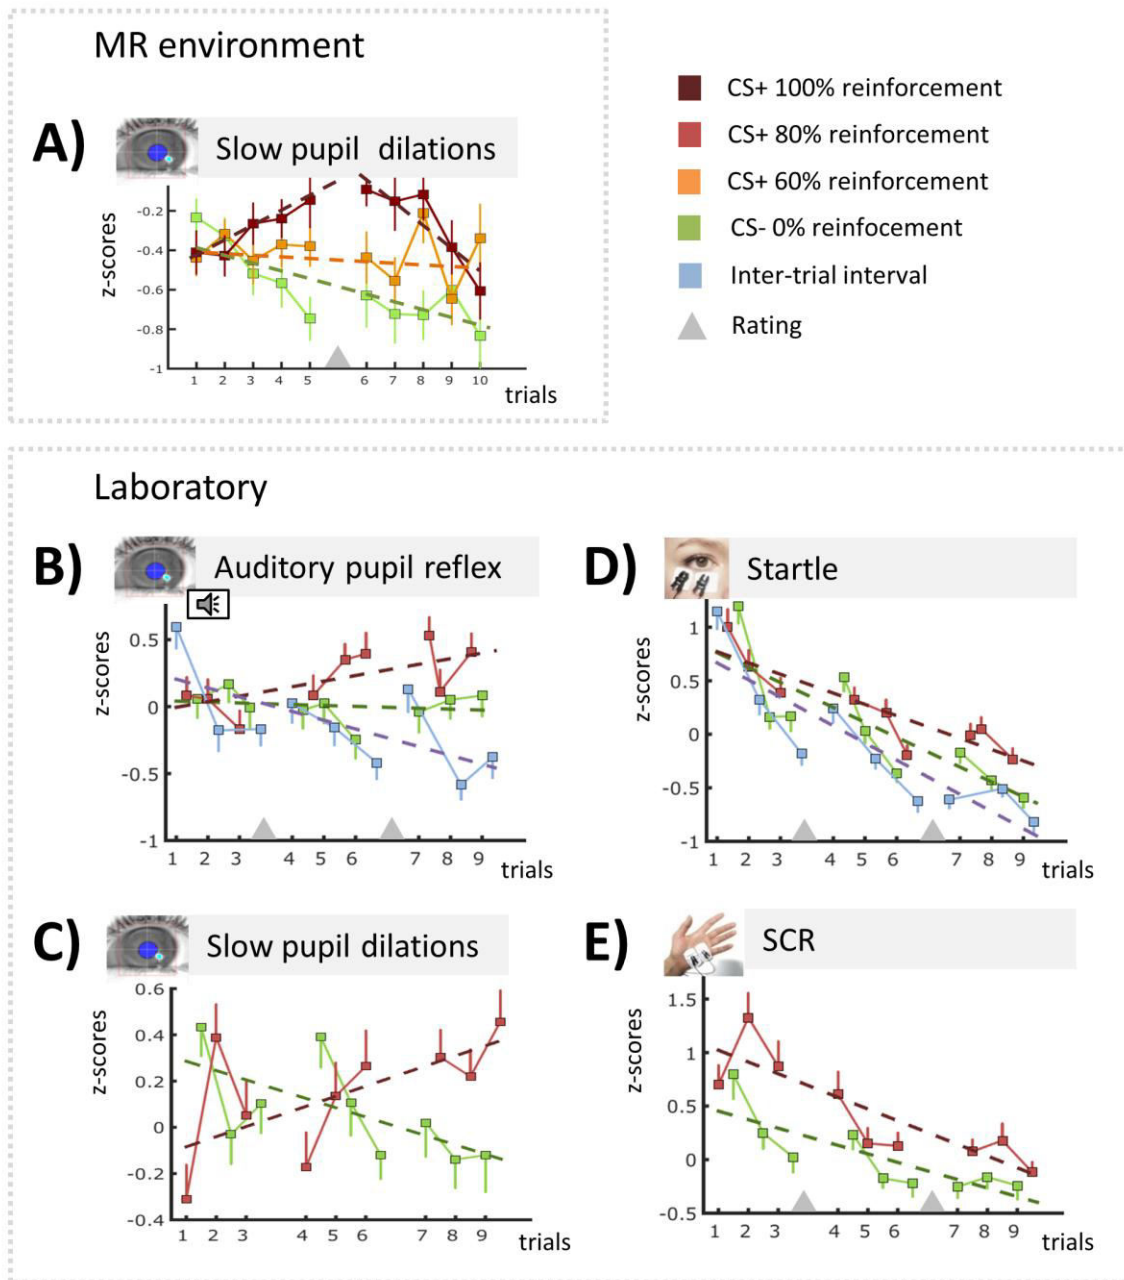 MR environment
A)
Slow pupil dilations
z-scores
-0.2
-0.4
-0.6
-0.8
-1
1 2 3 4 5 6 7 8 9 10
trials
CS+ 100% reinforcement
CS+ 80% reinforcement
CS+ 60% reinforcement
CS- 0% reinfocement
Inter-trial interval
Rating
Laboratory
B)
Auditory pupil reflex
z-scores
0.5
0
-0.5
-1
1 2 3 4 5 6 7 8 9
trials
D)
Startle
z-scores
1
0.5
0
-0.5
-1
1 2 3 4 5 6 7 8 9
trials
C)
Slow pupil dilations
z-scores
0.6
0.4
0.2
0
-0.2
-0.4
1 2 3 4 5 6 7 8 9
trials
E)
SCR
z-scores
1.5
1
0.5
0
-0.5
1 2 3 4 5 6 7 8 9
trials